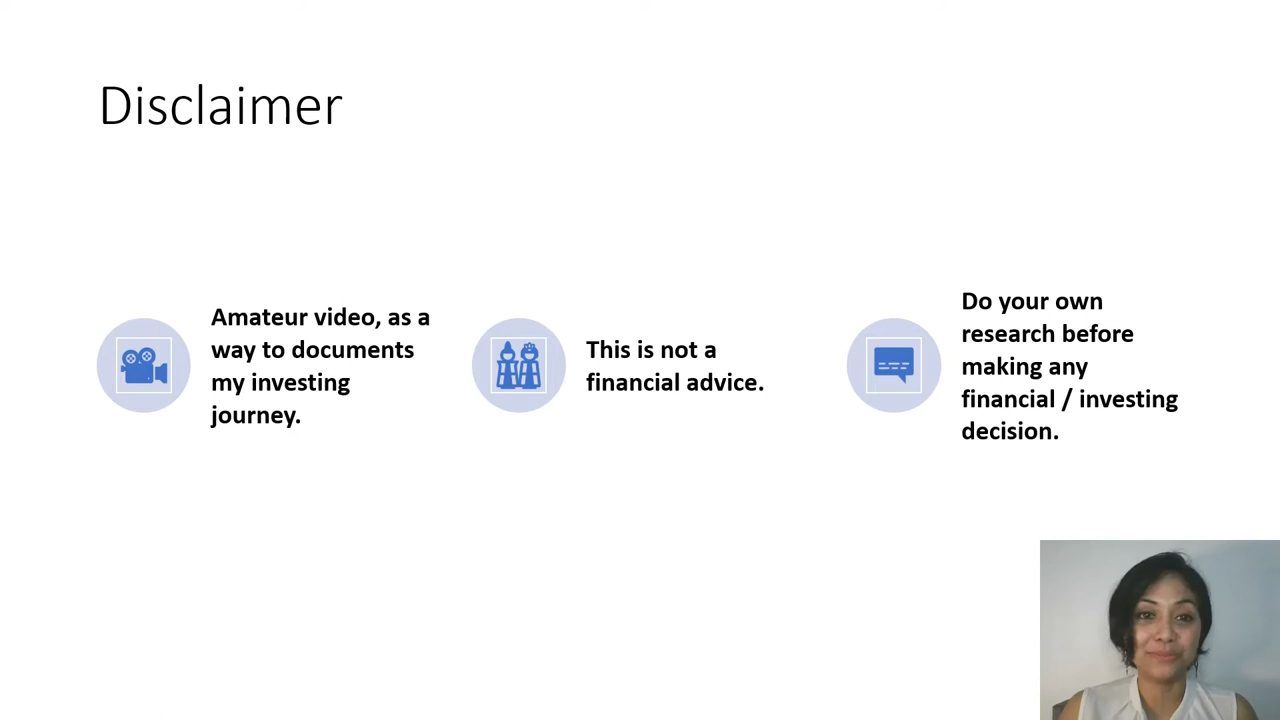 Disclaimer
Amateur video, as a
way to documents
my investing
journey.
This is not a
financial advice.
Do your own
research before
making any
financial / investing
decision.